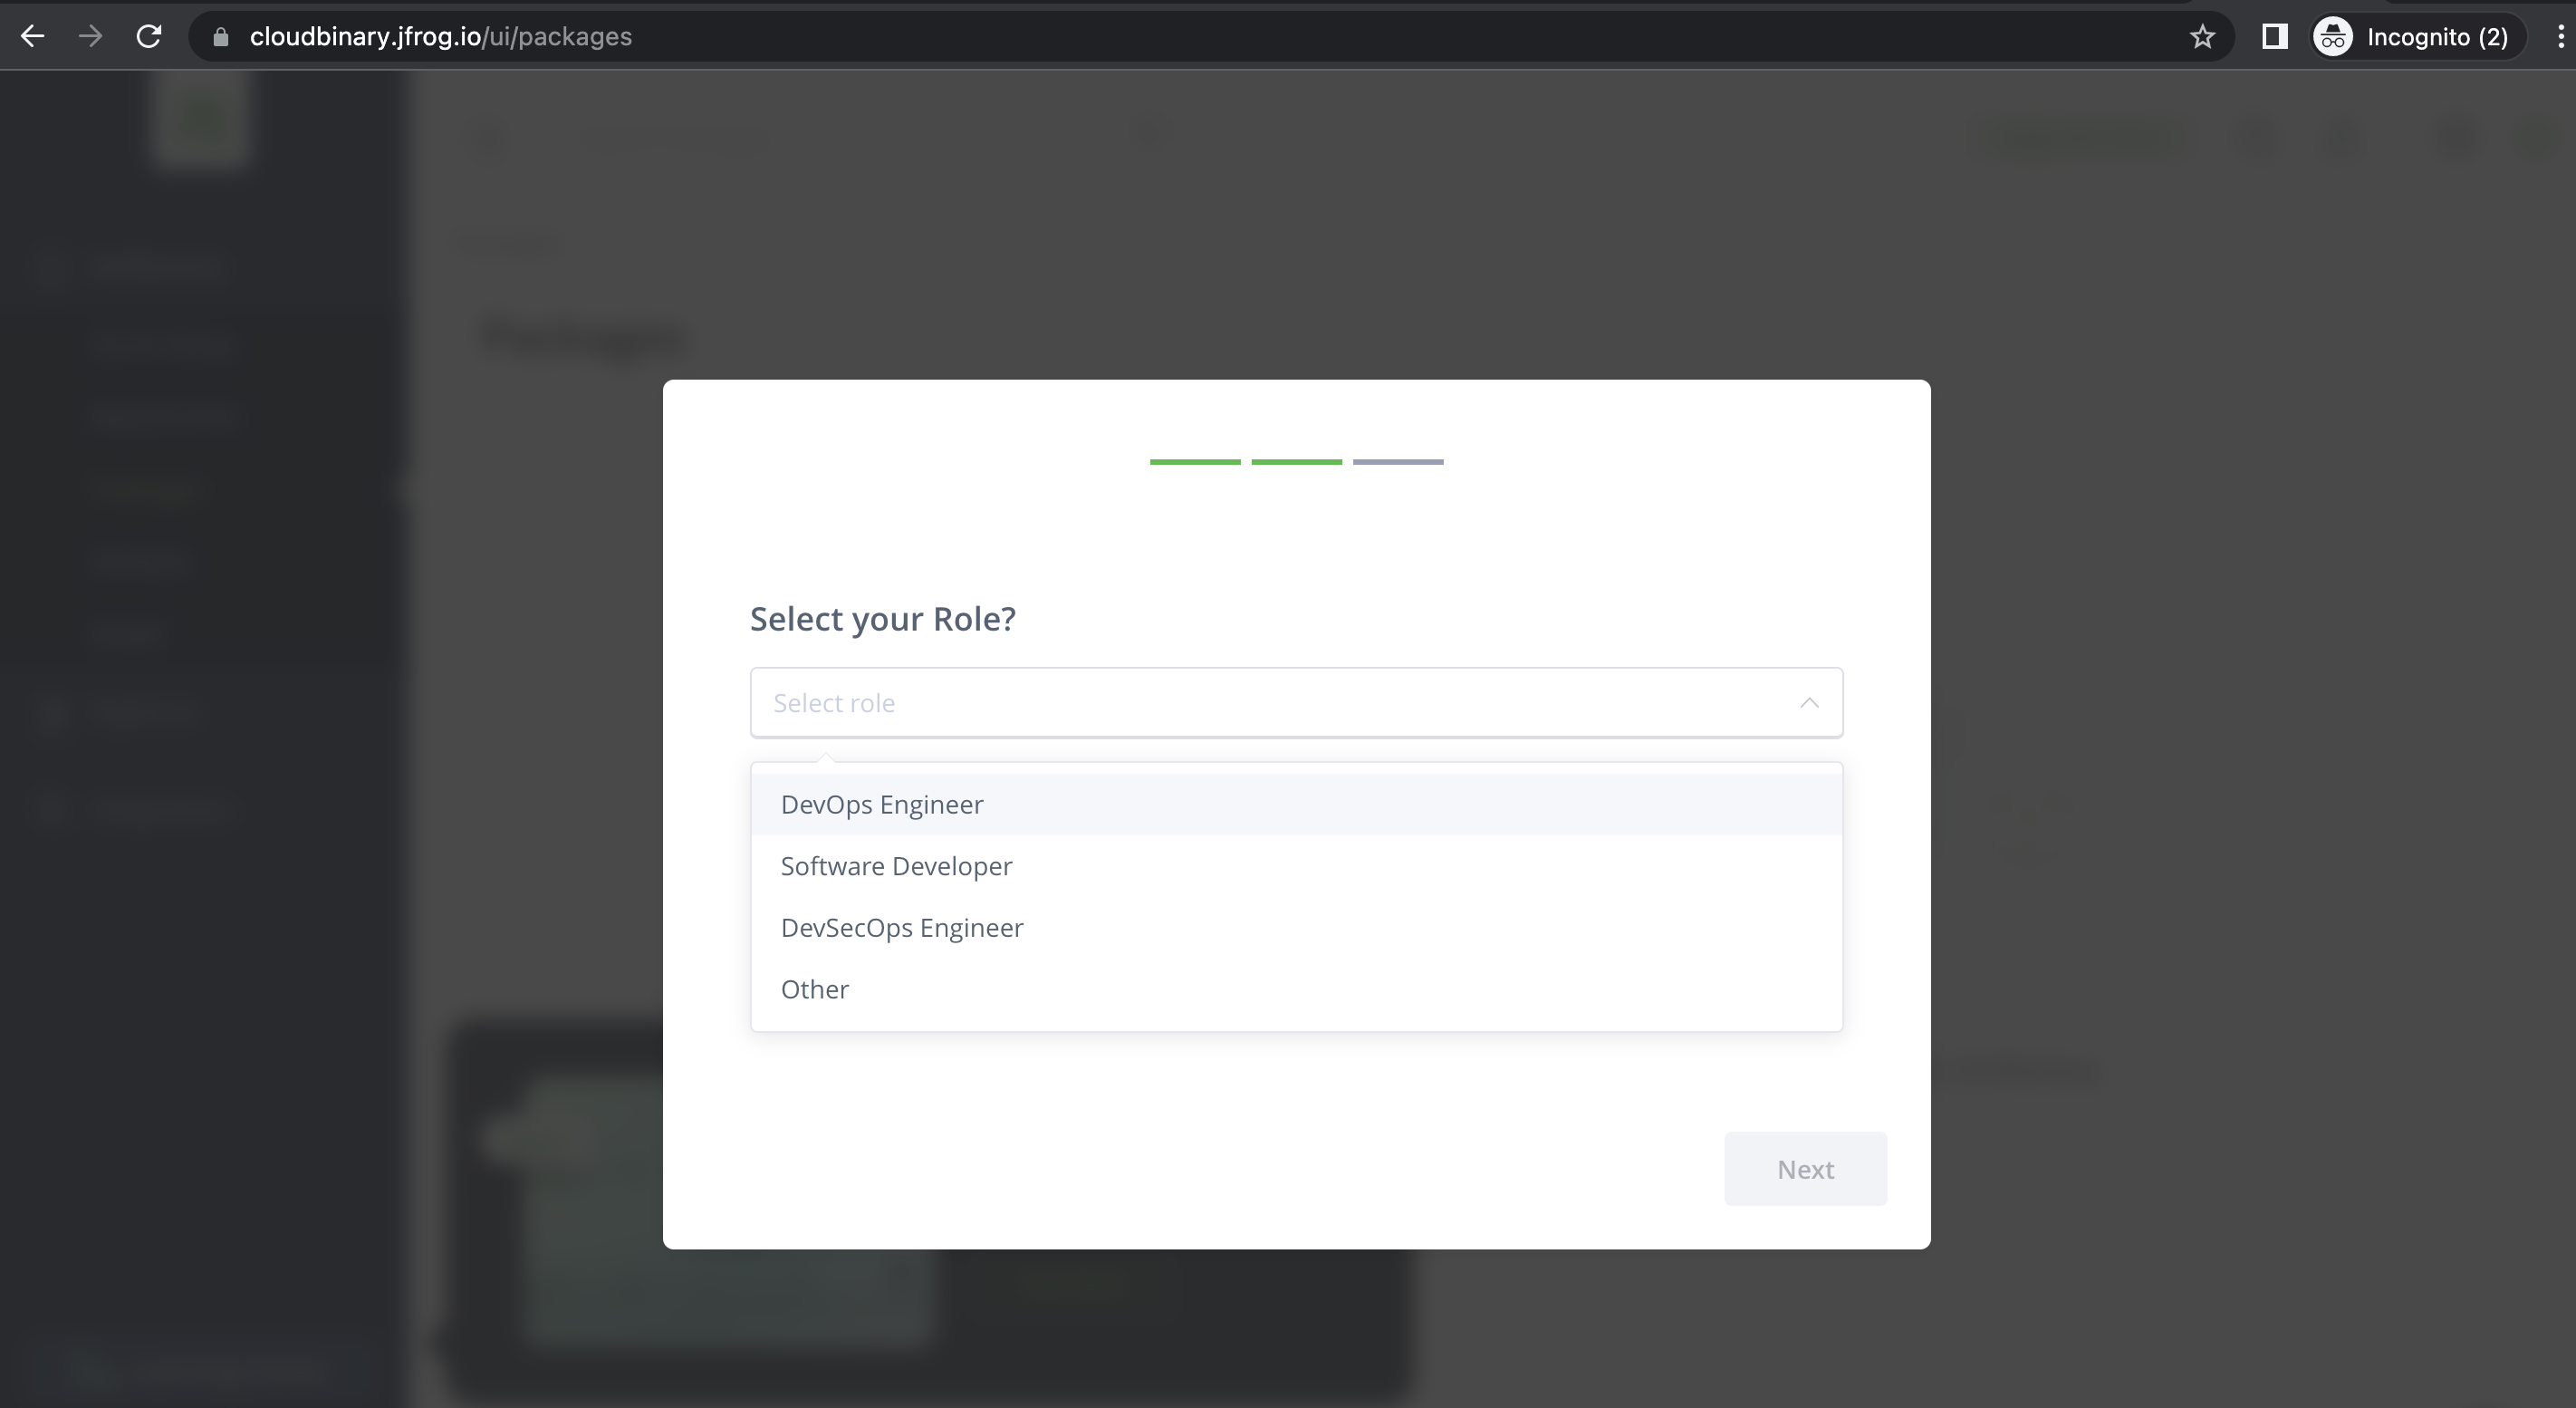 cloudbinary.jfrog.io/ui/packages
Incognito (2)
Packages
Select your Role?
Select role
DevOps Engineer
Software Developer
DevSecOps Engineer
Other
Next